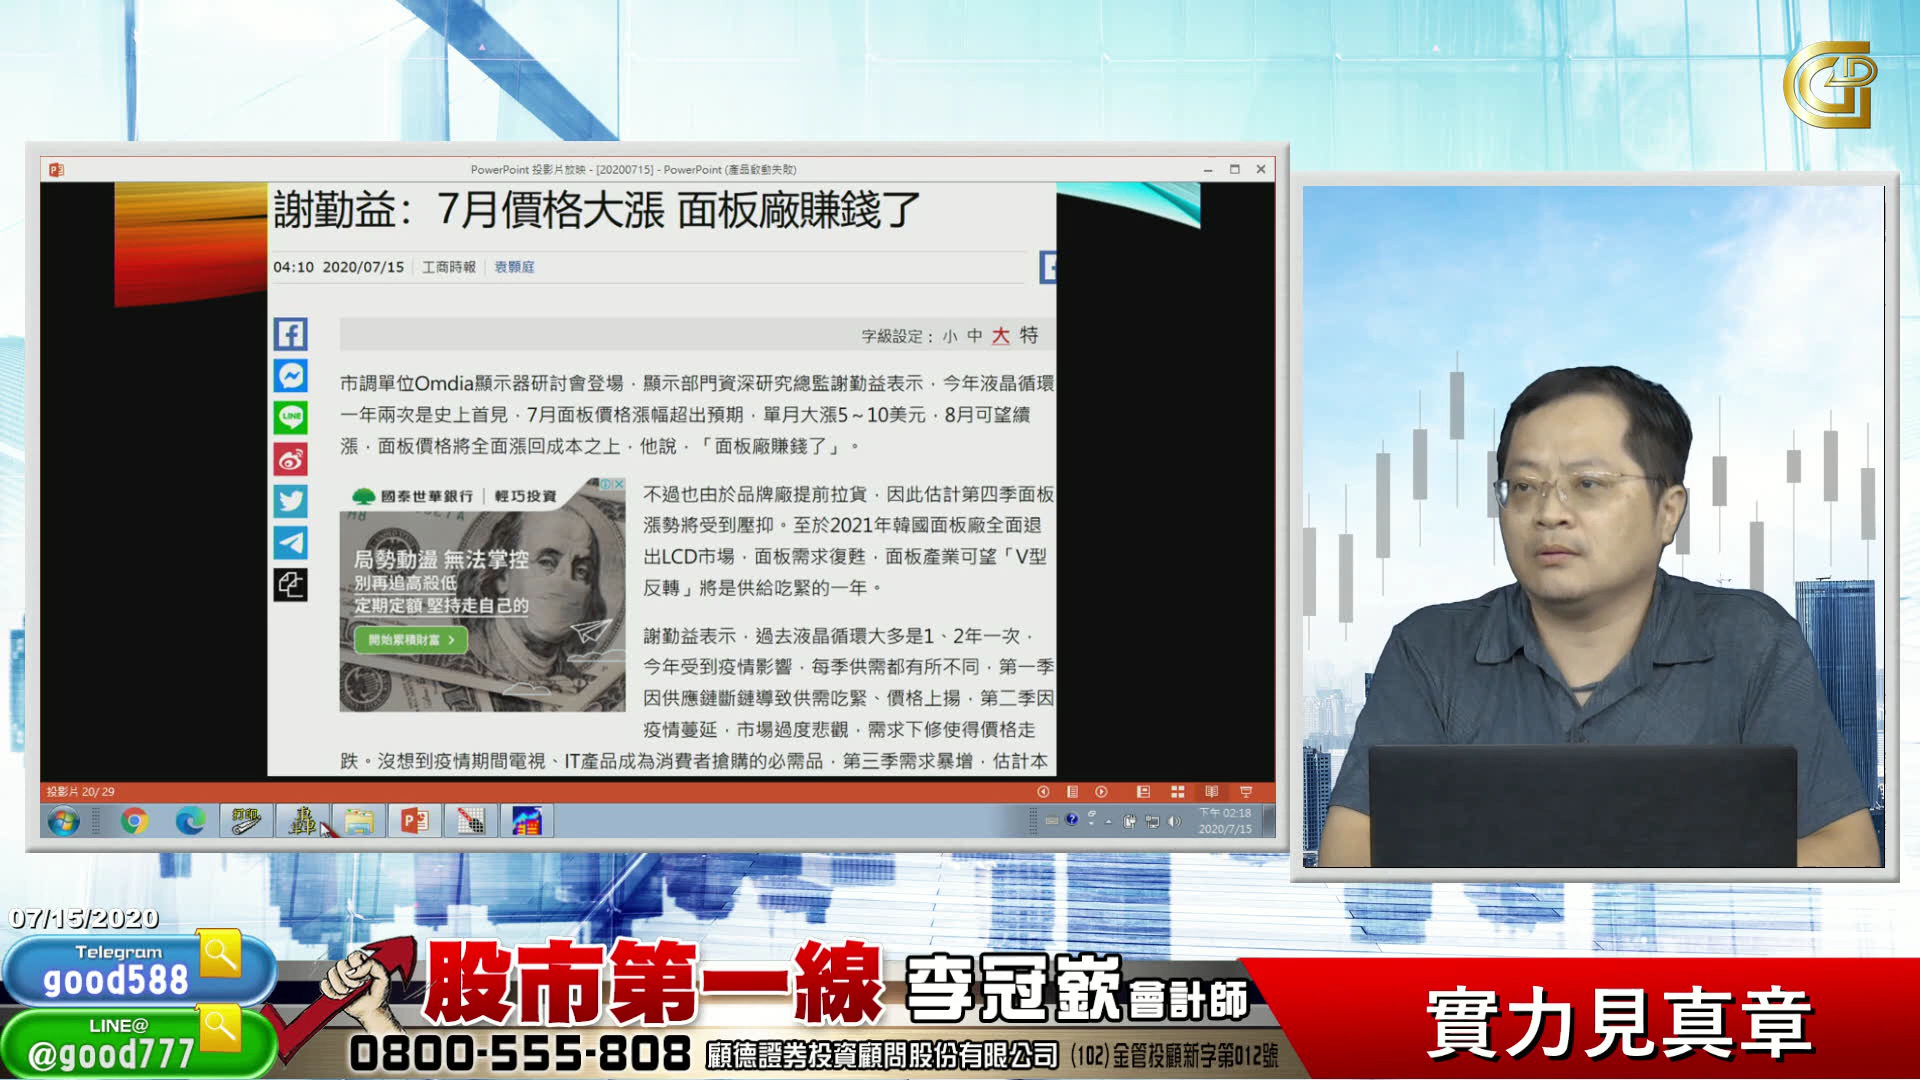 PowerPoint 投影片放映 - [20200715] - PowerPoint (產品啟動失敗)
謝勤益：7月價格大漲 面板廠賺錢了
04:10 2020/07/15 工商時報 袁顥庭
字級設定： 小 中 大 特
市調單位Omdia顯示器研討會登場，顯示部門資深研究總監謝勤益表示，今年液晶循環
一年兩次是史上首見，7月面板價格漲幅超出預期，單月大漲5～10美元，8月可望續
漲，面板價格將全面漲回成本之上，他說，「面板廠賺錢了」。
國泰世華銀行 輕巧投資
局勢動盪 無法掌控
別再追高殺低
定期定額 堅持走自己的
開始累積財富
不過也由於品牌廠提前拉貨，因此估計第四季面板
漲勢將受到壓抑。至於2021年韓國面板廠全面退
出LCD市場，面板需求復甦，面板產業可望「V型
反轉」將是供給吃緊的一年。
謝勤益表示，過去液晶循環大多是1、2年一次，
今年受到疫情影響，每季供需都有所不同，第一季
因供應鏈斷鏈導致供需吃緊、價格上揚，第二季因
疫情蔓延，市場過度悲觀，需求下修使得價格走
跌。沒想到疫情期間電視、IT產品成為消費者搶購的必需品，第三季需求暴增，估計本
LINE
投影片 20/29
下午 02:18
2020/7/15
07/15/2020
Telegram
good588
LINE@
@good777
股市第一線 李冠嶔 會計師
0800-555-808 顧德證券投資顧問股份有限公司 (102)金管投顧新字第012號
實力見真章